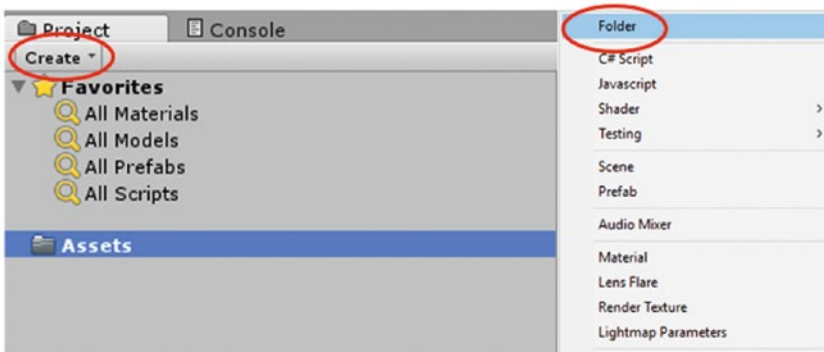 Project
Console
Create
Favorites
All Materials
All Models
All Prefabs
All Scripts
Assets
Folder
C# Script
Javascript
Shader
Testing
Scene
Prefab
Audio Mixer
Material
Lens Flare
Render Texture
Lightmap Parameters